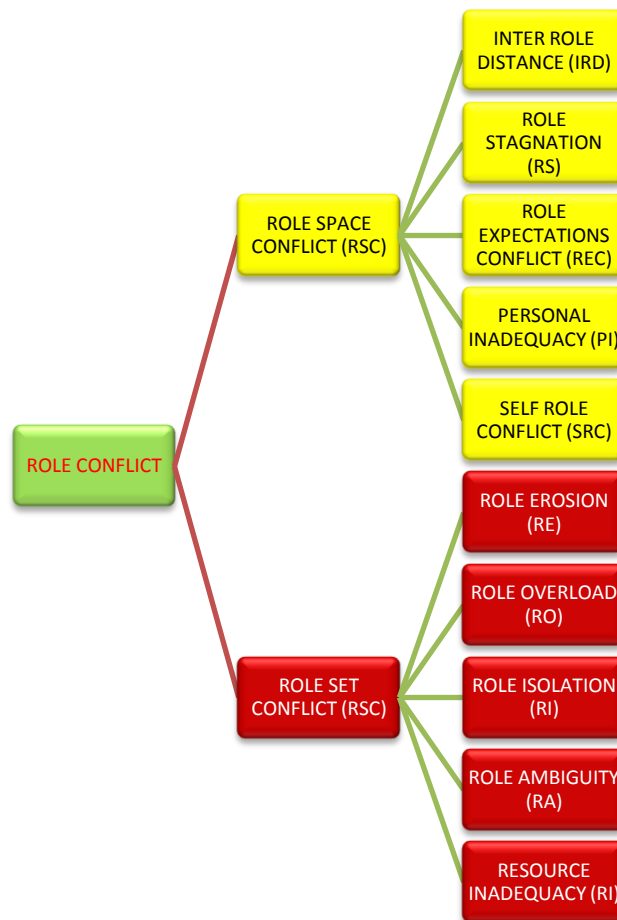 INTER ROLE
DISTANCE (IRD)
ROLE
STAGNATION
(RS)
ROLE SPACE
CONFLICT (RSC)
ROLE
EXPECTATIONS
CONFLICT (REC)
PERSONAL
INADEQUACY (PI)
SELF ROLE
CONFLICT (SRC)
ROLE CONFLICT
ROLE EROSION
(RE)
ROLE OVERLOAD
(RO)
ROLE SET
CONFLICT (RSC)
ROLE ISOLATION
(RI)
ROLE AMBIGUITY
(RA)
RESOURCE
INADEQUACY (RI)